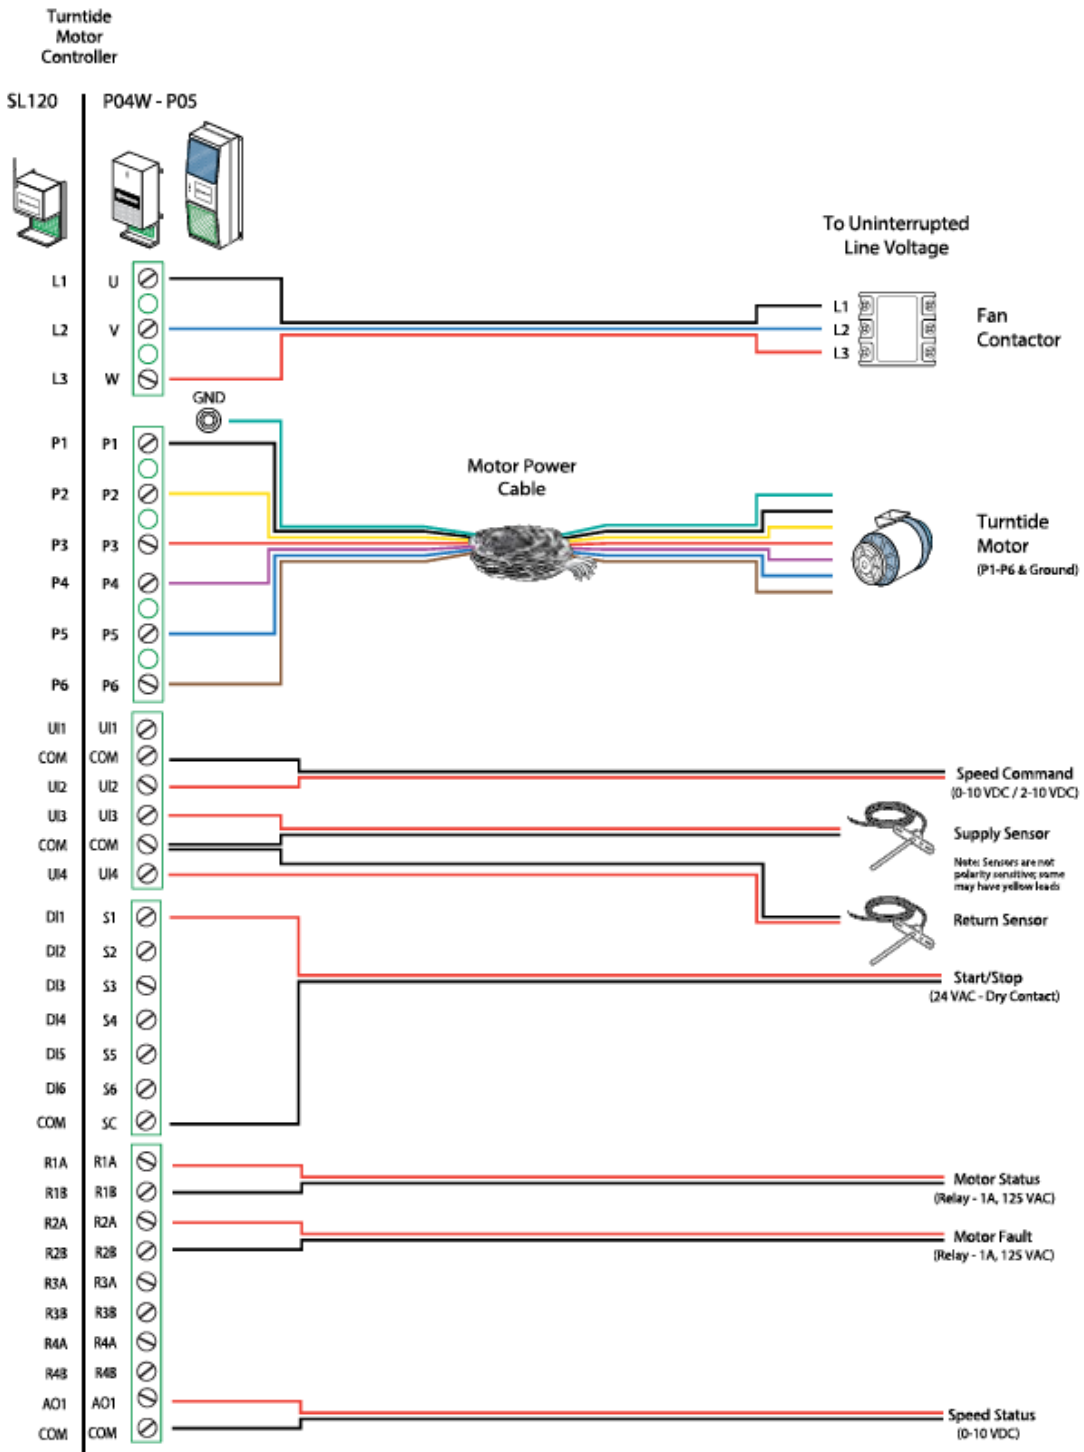 Turntide
Motor
Controller
SL120 P04W - P05
To Uninterrupted
Line Voltage
L1 U
L2 V
L3 W
L1
L2
L3
Fan
Contactor
GND
P1 P1
P2 P2
P3 P3
P4 P4
P5 P5
P6 P6
Motor Power
Cable
Turntide
Motor
(P1-P6 & Ground)
UI1 UI1
COM COM
UI2 UI2
UI3 UI3
COM COM
UI4 UI4
Speed Command
(0-10 VDC / 2-10 VDC)
Supply Sensor
Note: Sensors are not
polarity sensitive; some
may have yellow leads
Return Sensor
DI1 S1
DI2 S2
DI3 S3
DI4 S4
DI5 S5
DI6 S6
COM SC
Start/Stop
(24 VAC - Dry Contact)
R1A R1A
R1B R1B
R2A R2A
R2B R2B
R3A R3A
R3B R3B
R4A R4A
R4B R4B
AO1 AO1
COM COM
Motor Status
(Relay - 1A, 125 VAC)
Motor Fault
(Relay - 1A, 125 VAC)
Speed Status
(0-10 VDC)